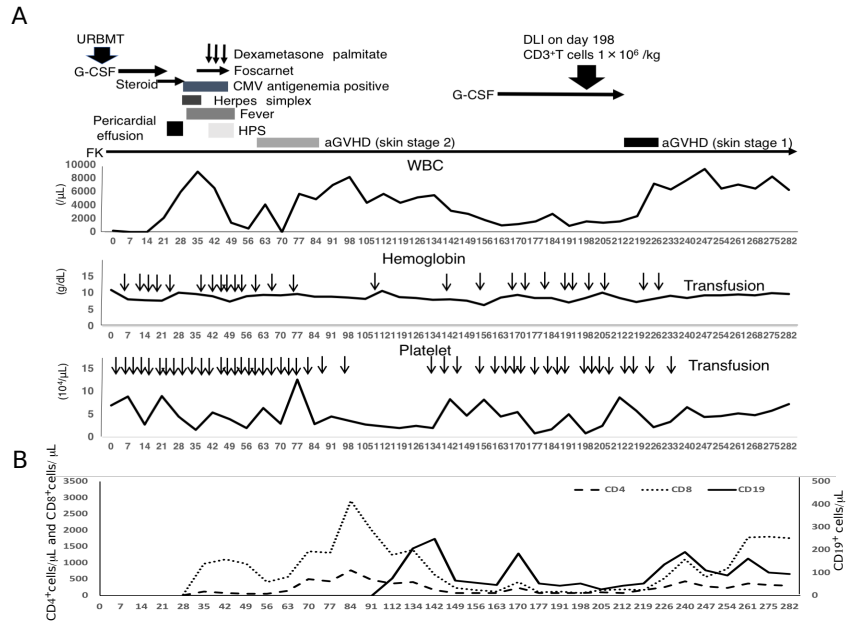 A
URBMT
G-CSF
Steroid
Dexametasone palmitate
Foscarnet
CMV antigenemia positive
Herpes simplex
Fever
HPS
Pericardial
effusion
aGVHD (skin stage 2)
DLI on day 198
CD3+T cells 1×10⁶ /kg
G-CSF
aGVHD (skin stage 1)
FK
WBC
(/μL)
10000
8000
6000
4000
2000
0
0 7 14 21 28 35 42 49 56 63 70 77 84 91 98 105 112 119 126 134 142 149 156 163 170 177 184 191 198 205 212 219 226 233 240 247 254 261 268 275 282
Hemoglobin
(g/dL)
Transfusion
15
10
5
0
0 7 14 21 28 35 42 49 56 63 70 77 84 91 98 105 112 119 126 134 142 149 156 163 170 177 184 191 198 205 212 219 226 233 240 247 254 261 268 275 282
Platelet
(10⁴/μL)
Transfusion
15
10
5
0
0 7 14 21 28 35 42 49 56 63 70 77 84 91 98 105 112 119 126 134 142 149 156 163 170 177 184 191 198 205 212 219 226 233 240 247 254 261 268 275 282
B
CD4⁺cells/μL and CD8⁺cells/ μL
3500
3000
2500
2000
1500
1000
500
0
CD4 CD8 CD19
500
400
300
200
100
0
CD19⁺ cells/μL
0 7 14 21 28 35 42 49 56 63 70 77 84 91 112 134 142 149 156 163 170 177 191 198 205 212 219 226 240 247 254 261 275 282